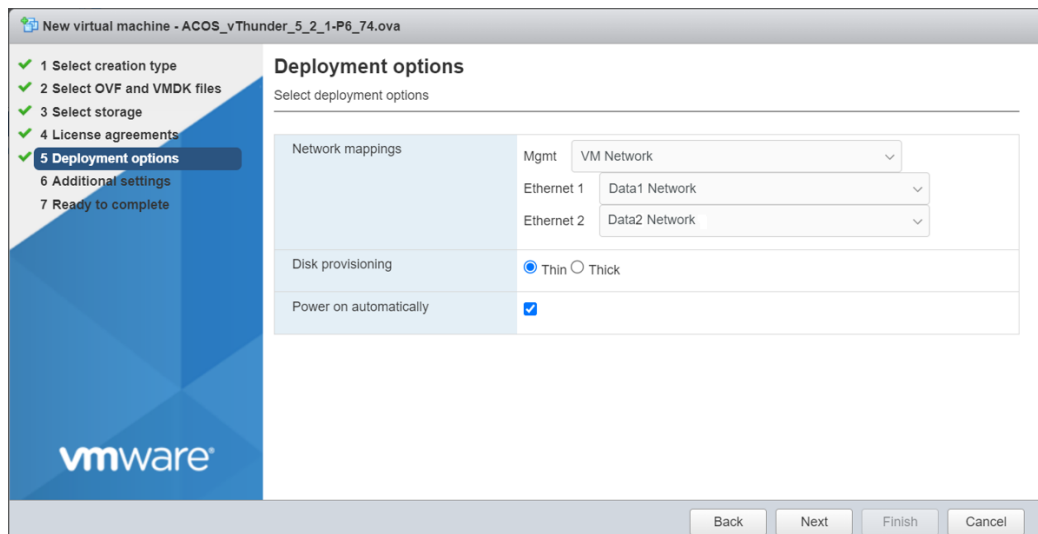 New virtual machine - ACOS_vThunder_5_2_1-P6_74.ova
1 Select creation type
2 Select OVF and VMDK files
3 Select storage
4 License agreements
5 Deployment options
6 Additional settings
7 Ready to complete
vmware®
Deployment options
Select deployment options
Network mappings
Mgmt VM Network
Ethernet 1 Data1 Network
Ethernet 2 Data2 Network
Disk provisioning
Thin Thick
Power on automatically
Back Next Finish Cancel